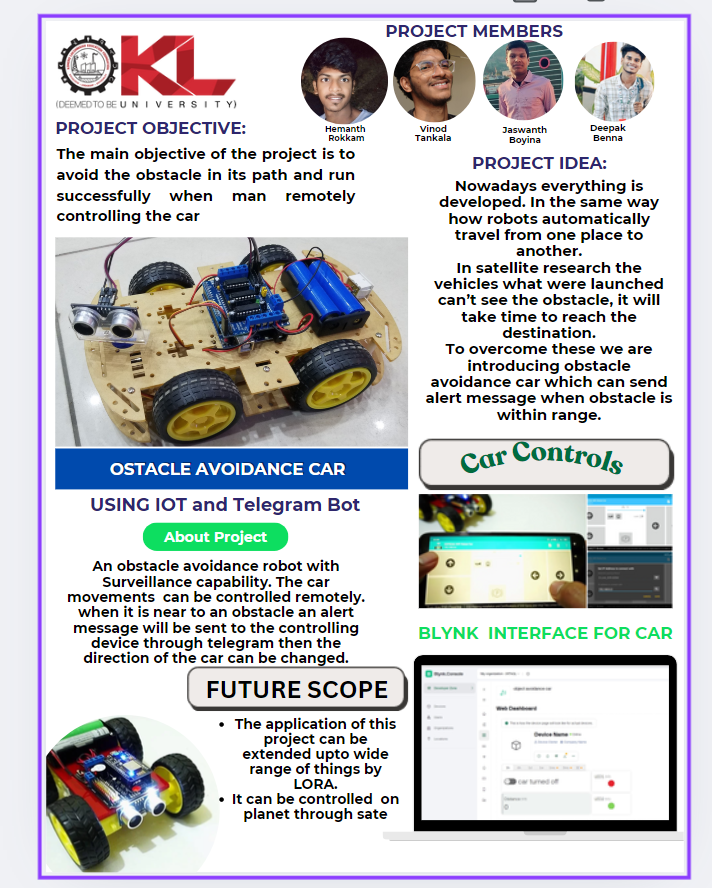 KL
(DEEMED TO BE UNIVERSITY)
PROJECT MEMBERS
Hemanth
Rokkam
Vinod
Tankala
Jaswanth
Boyina
Deepak
Benna
PROJECT OBJECTIVE:
The main objective of the project is to
avoid the obstacle in its path and run
successfully when man remotely
controlling the car
PROJECT IDEA:
Nowadays everything is
developed. In the same way
how robots automatically
travel from one place to
another.
In satellite research the
vehicles what were launched
can't see the obstacle, it will
take time to reach the
destination.
To overcome these we are
introducing obstacle
avoidance car which can send
alert message when obstacle is
within range.
OSTACLE AVOIDANCE CAR
USING IOT and Telegram Bot
About Project
An obstacle avoidance robot with
Surveillance capability. The car
movements can be controlled remotely.
when it is near to an obstacle an alert
message will be sent to the controlling
device through telegram then the
direction of the car can be changed.
Car Controls
BLYNK INTERFACE FOR CAR
Blynk.Console
object avoidance car
Web Dashboard
Device Name
car turned off
Distance
FUTURE SCOPE
• The application of this
project can be
extended upto wide
range of things by
LORA.
• It can be controlled on
planet through sate